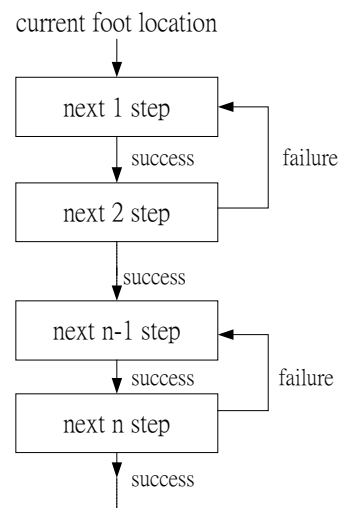 current foot location
next 1 step
success
failure
next 2 step
success
next n-1 step
success
failure
next n step
success